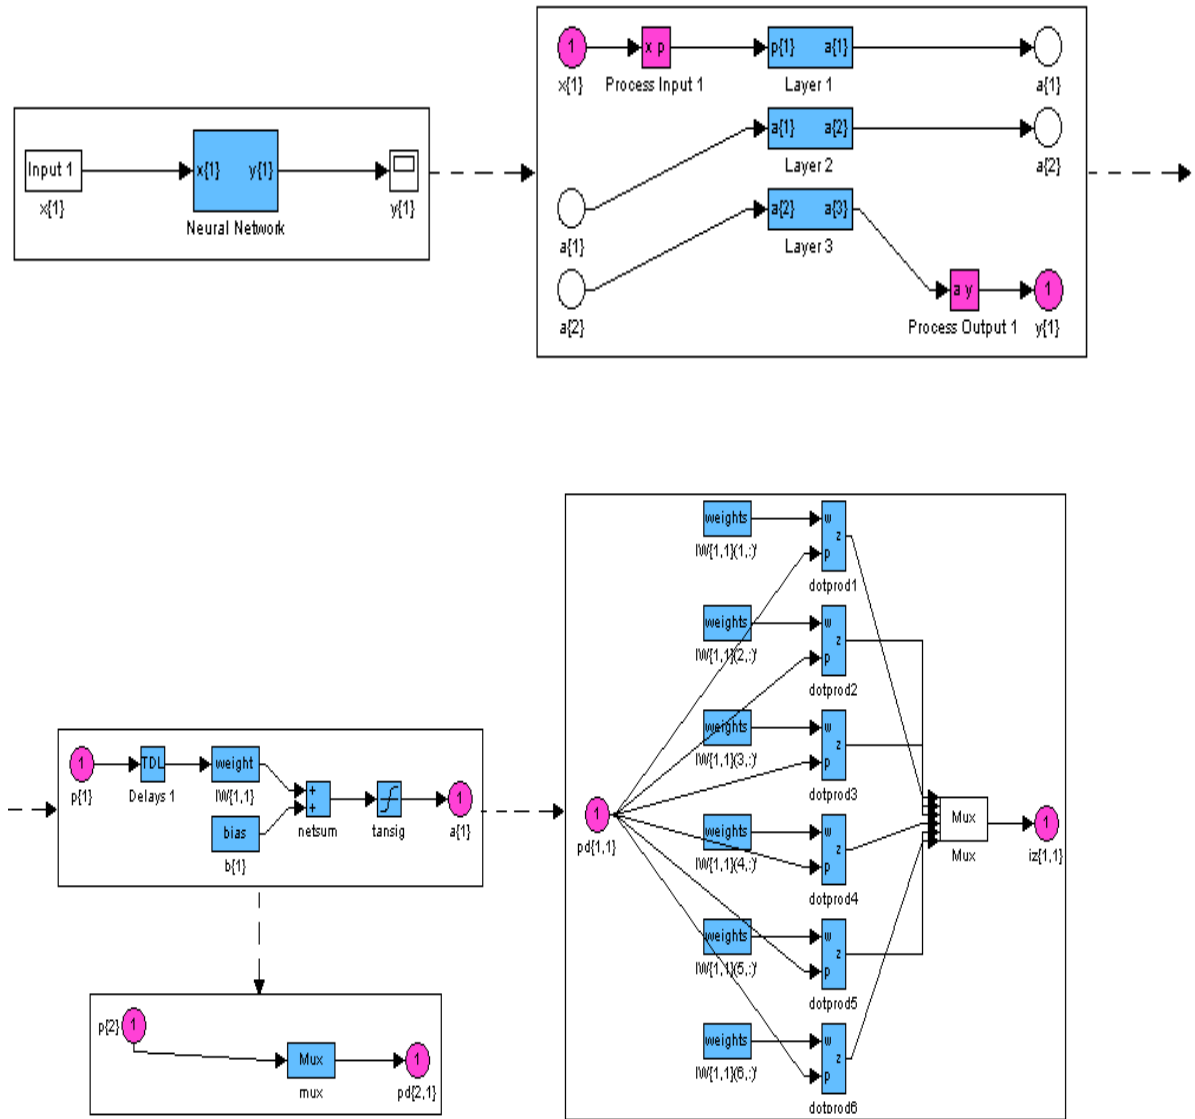 Input 1
x{1}
x{1} y{1}
Neural Network
y{1}
1
x{1}
x p
Process Input 1
p{1} a{1}
Layer 1
a{1}
a{1} a{2}
Layer 2
a{2}
a{1}
a{2} a{3}
Layer 3
a{2}
a y
Process Output 1
1
y{1}
1
p{1}
TDL
Delays 1
weight
IW{1,1}
bias
b{1}
+
+
netsum
tansig
1
a{1}
p{2}
1
Mux
mux
1
pd{2,1}
1
pd{1,1}
weights
IW{1,1}(1,:)'
w
z
p
dotprod1
weights
IW{1,1}(2,:)'
w
z
p
dotprod2
weights
IW{1,1}(3,:)'
w
z
p
dotprod3
weights
IW{1,1}(4,:)'
w
z
p
dotprod4
weights
IW{1,1}(5,:)'
w
z
p
dotprod5
weights
IW{1,1}(6,:)'
w
z
p
dotprod6
Mux
Mux
1
iz{1,1}